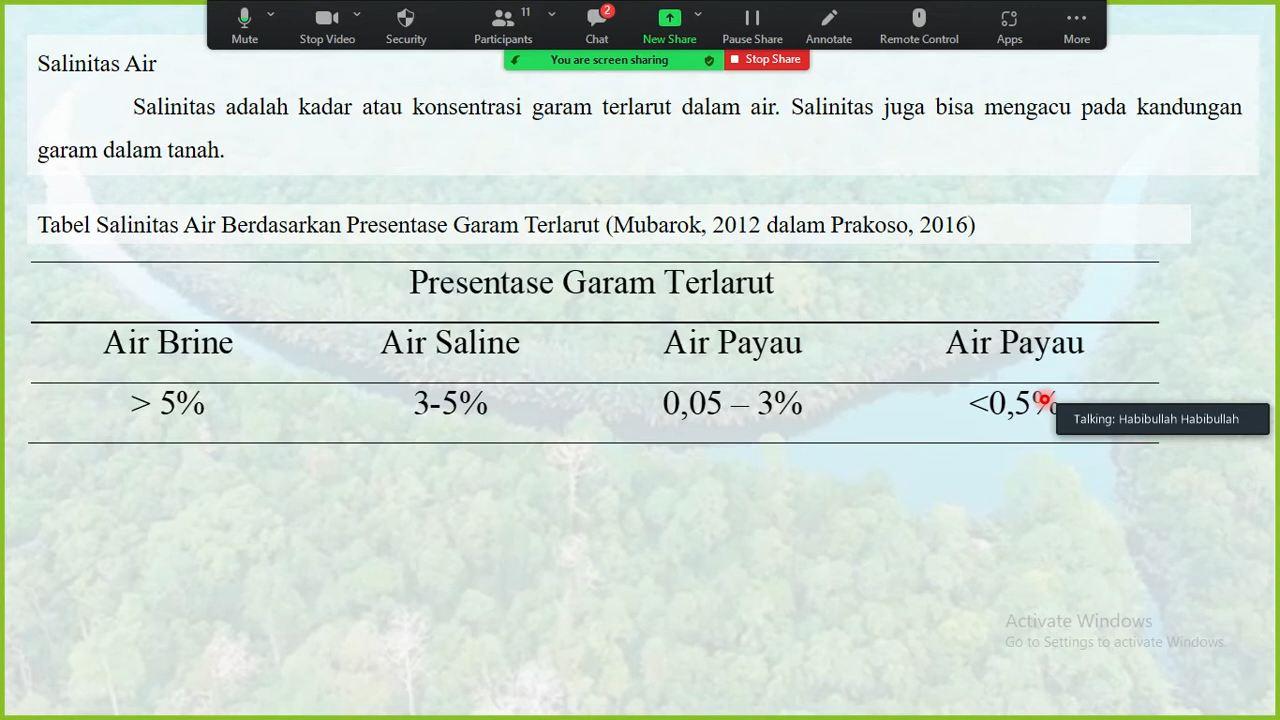 11
2
Mute
Stop Video
Security
Participants
Chat
New Share
Pause Share
Annotate
Remote Control
Apps
More
You are screen sharing
Stop Share
Salinitas Air
Salinitas adalah kadar atau konsentrasi garam terlarut dalam air. Salinitas juga bisa mengacu pada kandungan
garam dalam tanah.
Tabel Salinitas Air Berdasarkan Presentase Garam Terlarut (Mubarok, 2012 dalam Prakoso, 2016)
Presentase Garam Terlarut
Air Brine Air Saline Air Payau Air Payau
> 5% 3-5% 0,05 – 3% <0,5%
Talking: Habibullah Habibullah
Activate Windows
Go to Settings to activate Windows.